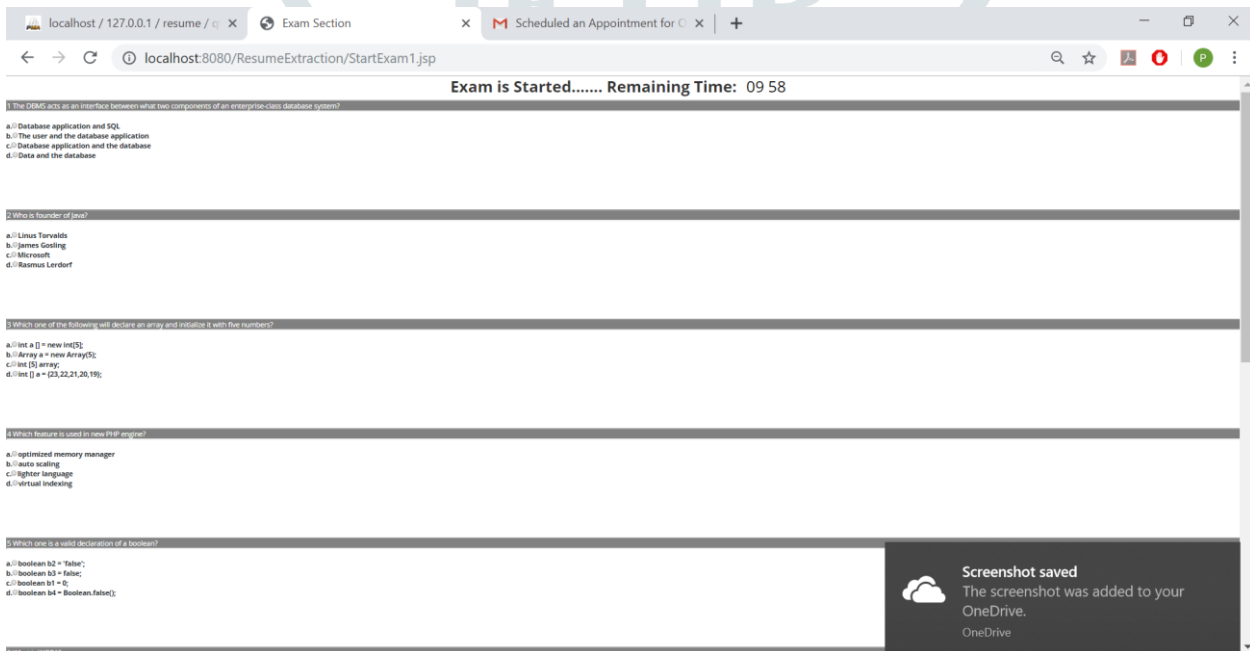 localhost / 127.0.0.1 / resume / q
Exam Section
Scheduled an Appointment for O
localhost:8080/ResumeExtraction/StartExam1.jsp
P
Exam is Started....... Remaining Time: 09 58
1 The DBMS acts as an interface between what two components of an enterprise-class database system?
a. Database application and SQL
b. The user and the database application
c. Database application and the database
d. Data and the database
2 Who is founder of Java?
a. Linus Torvalds
b. James Gosling
c. Microsoft
d. Rasmus Lerdorf
3 Which one of the following will declare an array and initialize it with five numbers?
a. int a [] = new int[5];
b. Array a = new Array(5);
c. int [5] array;
d. int [] a = {23,22,21,20,19};
4 Which feature is used in new PHP engine?
a. optimized memory manager
b. auto scaling
c. lighter language
d. virtual indexing
5 Which one is a valid declaration of a boolean?
a. boolean b2 = 'false';
b. boolean b3 = false;
c. boolean b1 = 0;
d. boolean b4 = Boolean.false();
Screenshot saved
The screenshot was added to your
OneDrive.
OneDrive